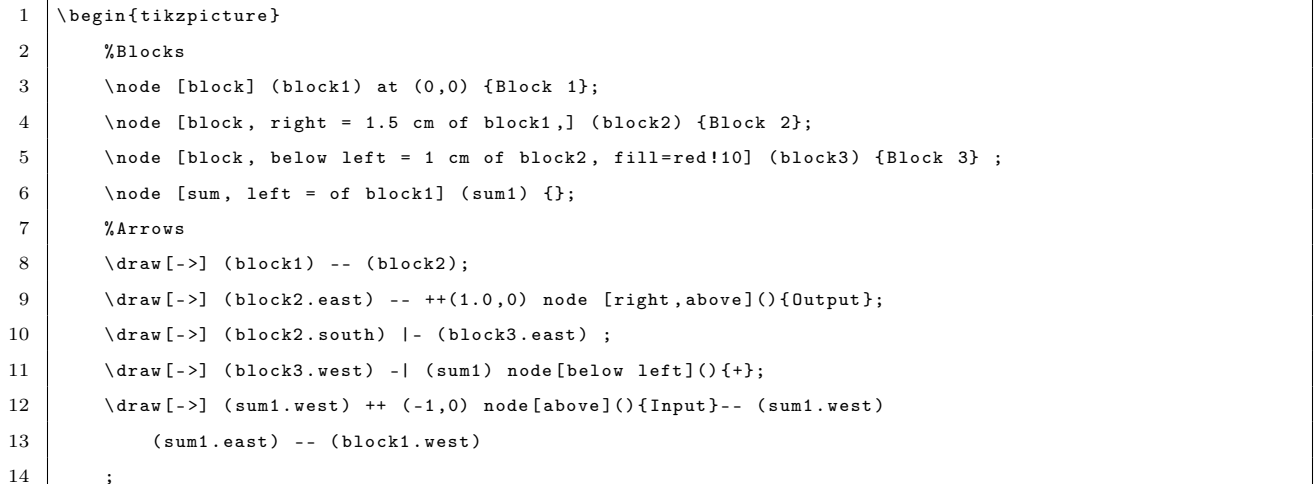 1 \begin{tikzpicture}
2     %Blocks
3     \node [block] (block1) at (0,0) {Block 1};
4     \node [block, right = 1.5 cm of block1,] (block2) {Block 2};
5     \node [block, below left = 1 cm of block2, fill=red!10] (block3) {Block 3} ;
6     \node [sum, left = of block1] (sum1) {};
7     %Arrows
8     \draw[->] (block1) -- (block2);
9     \draw[->] (block2.east) -- ++(1.0,0) node [right,above](){Output};
10     \draw[->] (block2.south) |- (block3.east) ;
11     \draw[->] (block3.west) -| (sum1) node[below left](){+};
12     \draw[->] (sum1.west) ++ (-1,0) node[above](){Input}-- (sum1.west)
13         (sum1.east) -- (block1.west)
14     ;